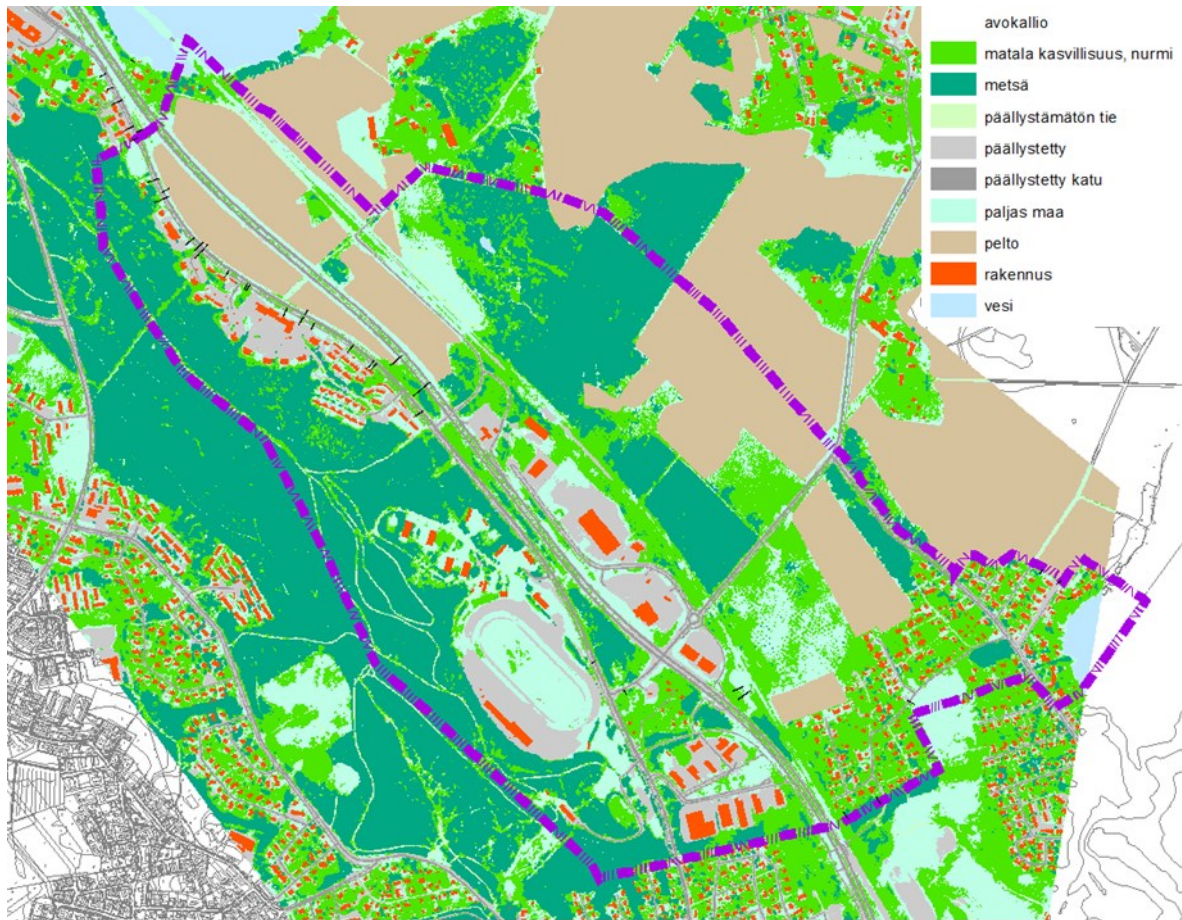 avokallio
matala kasvillisuus, nurmi
metsä
päällystämätön tie
päällystetty
päällystetty katu
paljas maa
pelto
rakennus
vesi